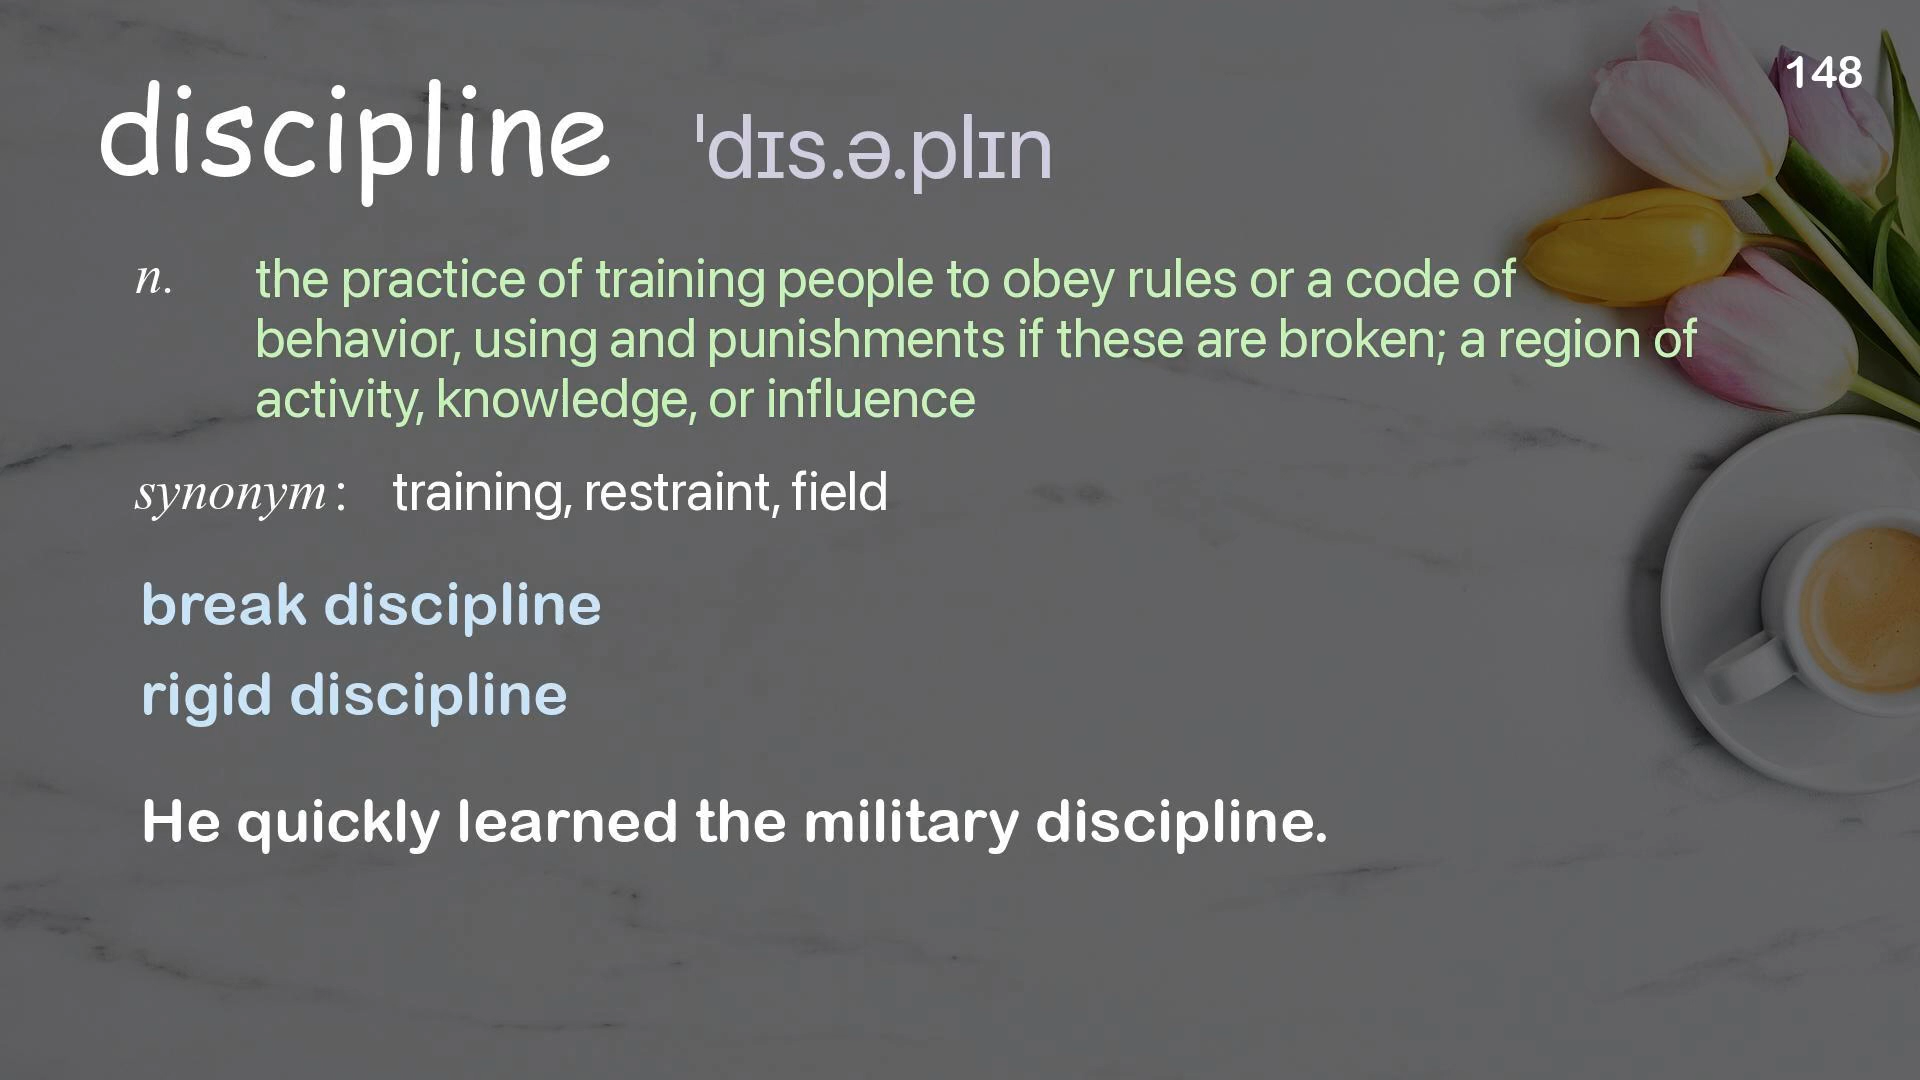 148
discipline ˈdɪs.ə.plɪn
n. the practice of training people to obey rules or a code of
behavior, using and punishments if these are broken; a region of
activity, knowledge, or influence
synonym: training, restraint, field
break discipline
rigid discipline
He quickly learned the military discipline.